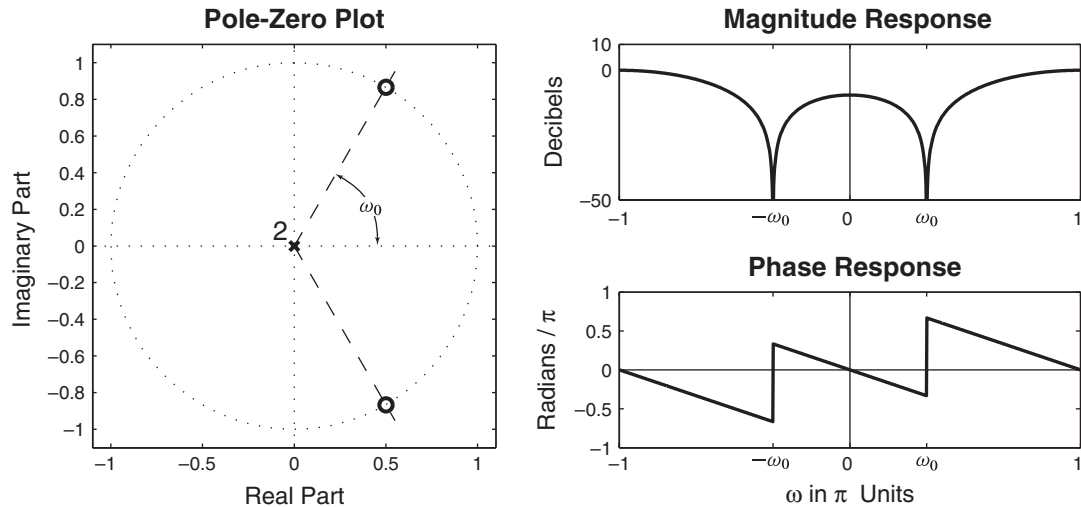 Pole-Zero Plot
1
0.8
0.6
0.4
0.2
0
−0.2
−0.4
−0.6
−0.8
−1
−1
−0.5
0
0.5
1
Imaginary Part
Real Part
2
ω₀
Magnitude Response
10
0
−50
Decibels
−1
−ω₀
0
ω₀
1
Phase Response
1
0.5
0
−0.5
−1
Radians / π
−1
−ω₀
0
ω₀
1
ω in π Units